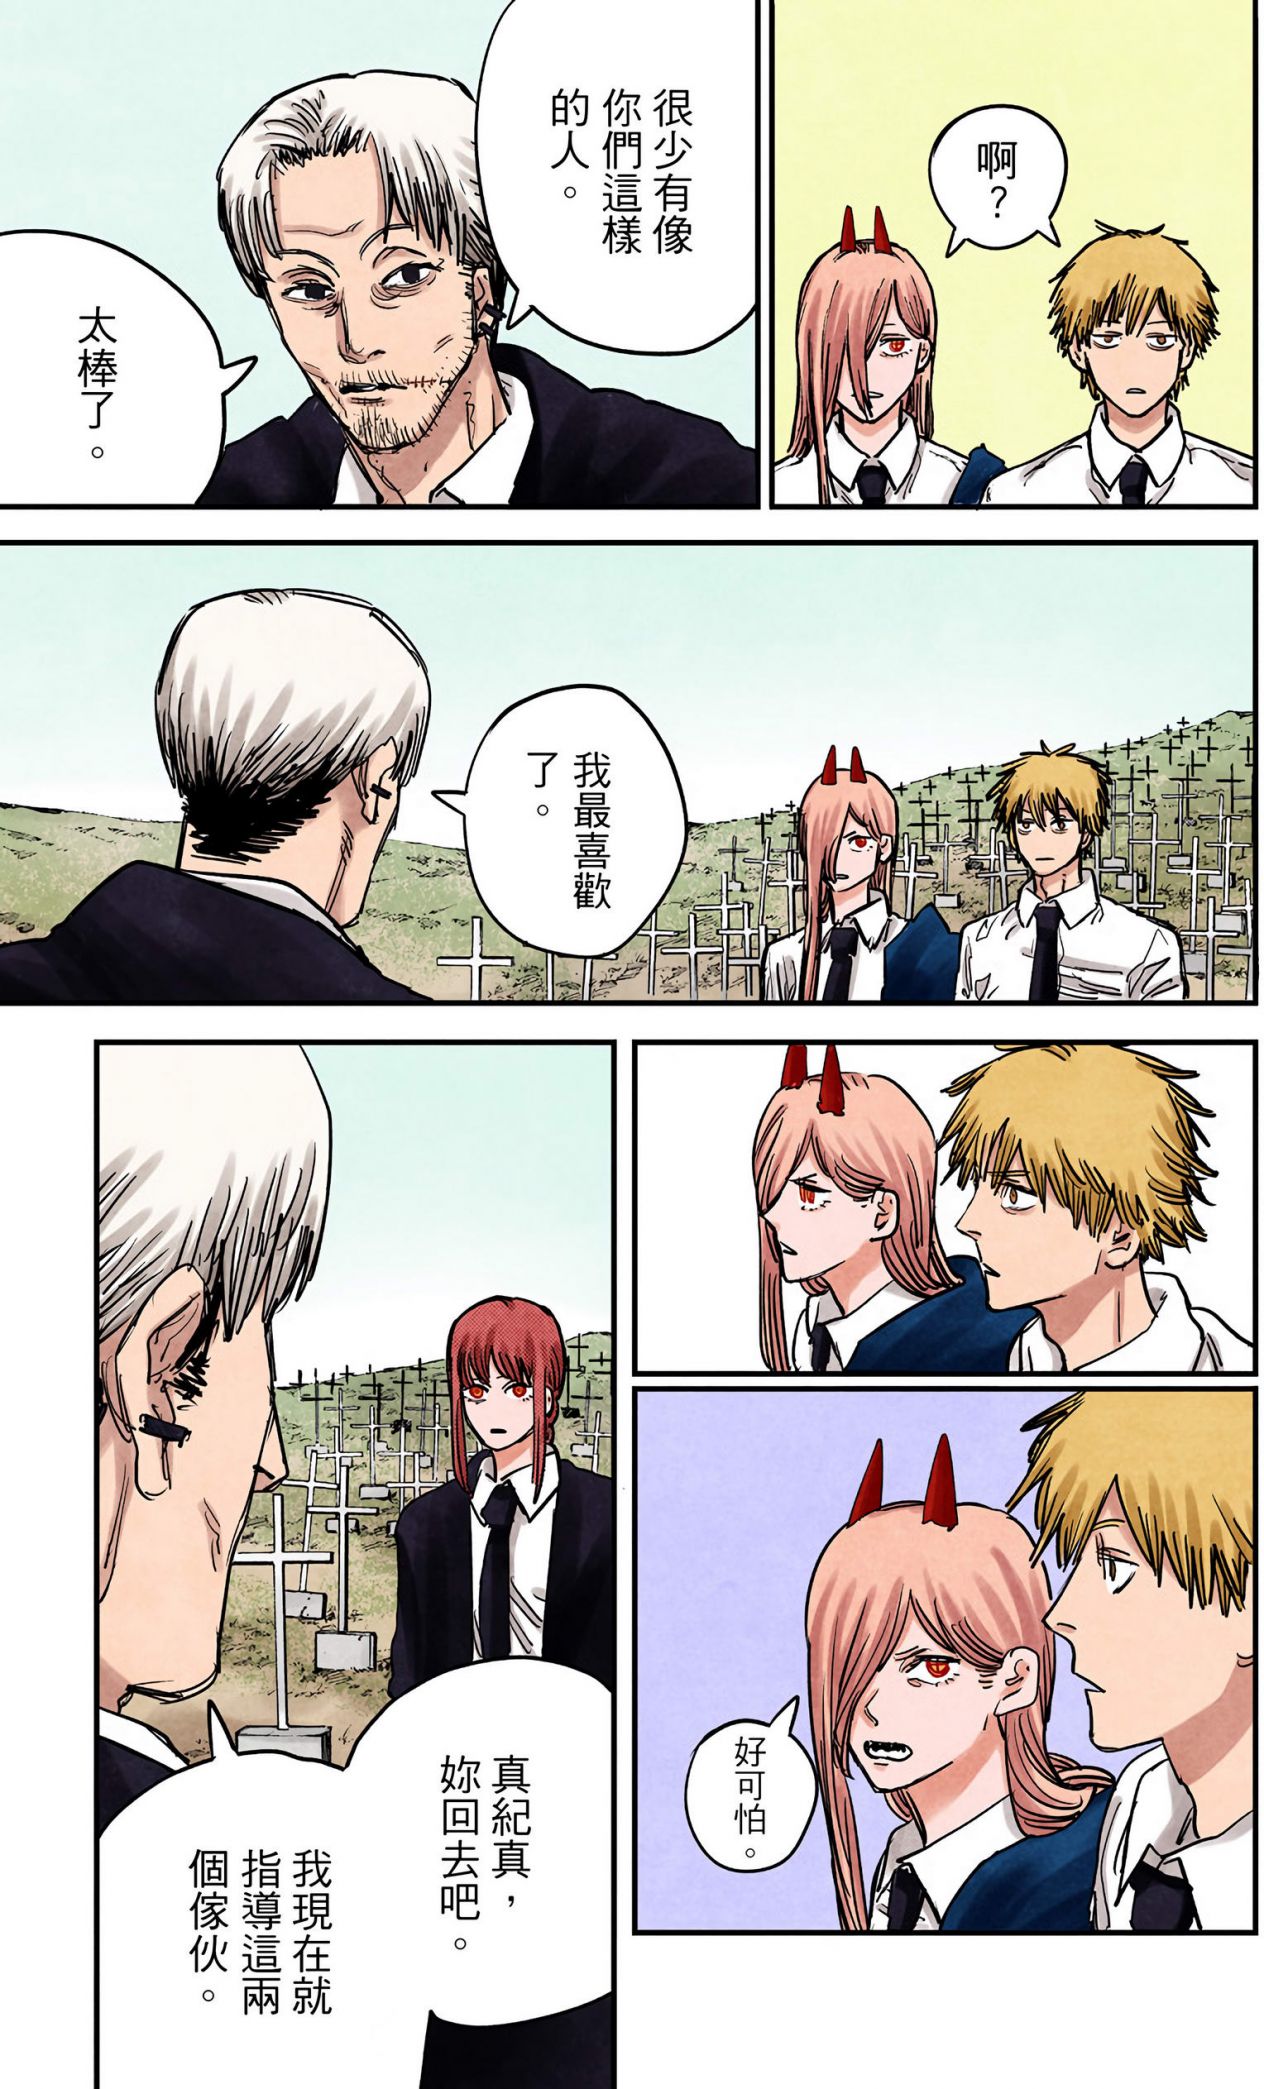 啊？
很少有像
你們這樣
的人。
太棒了。
我最喜歡
了。
好可怕。
真紀真，
妳回去吧。
我現在就
指導這兩
個傢伙。